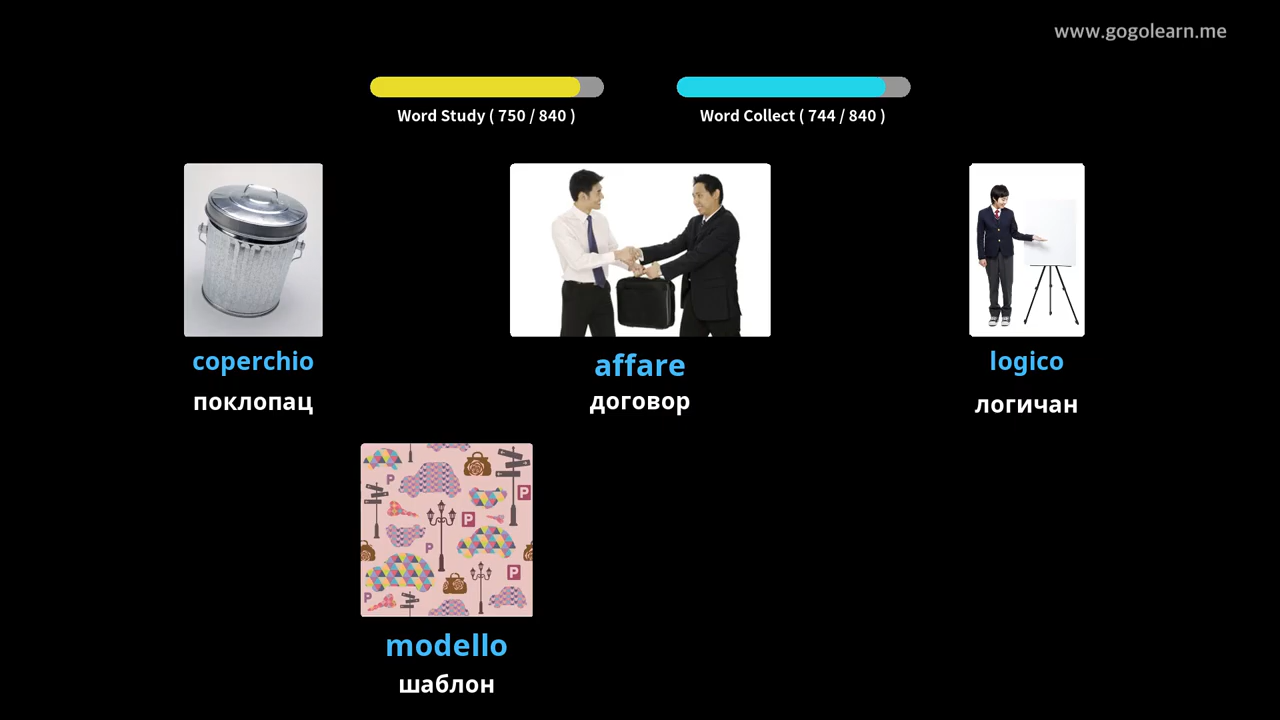 www.gogolearn.me
Word Study ( 750 / 840 )
Word Collect ( 744 / 840 )
coperchio
поклопац
affare
договор
logico
логичан
P
P
P
P
P
P
modello
шаблон